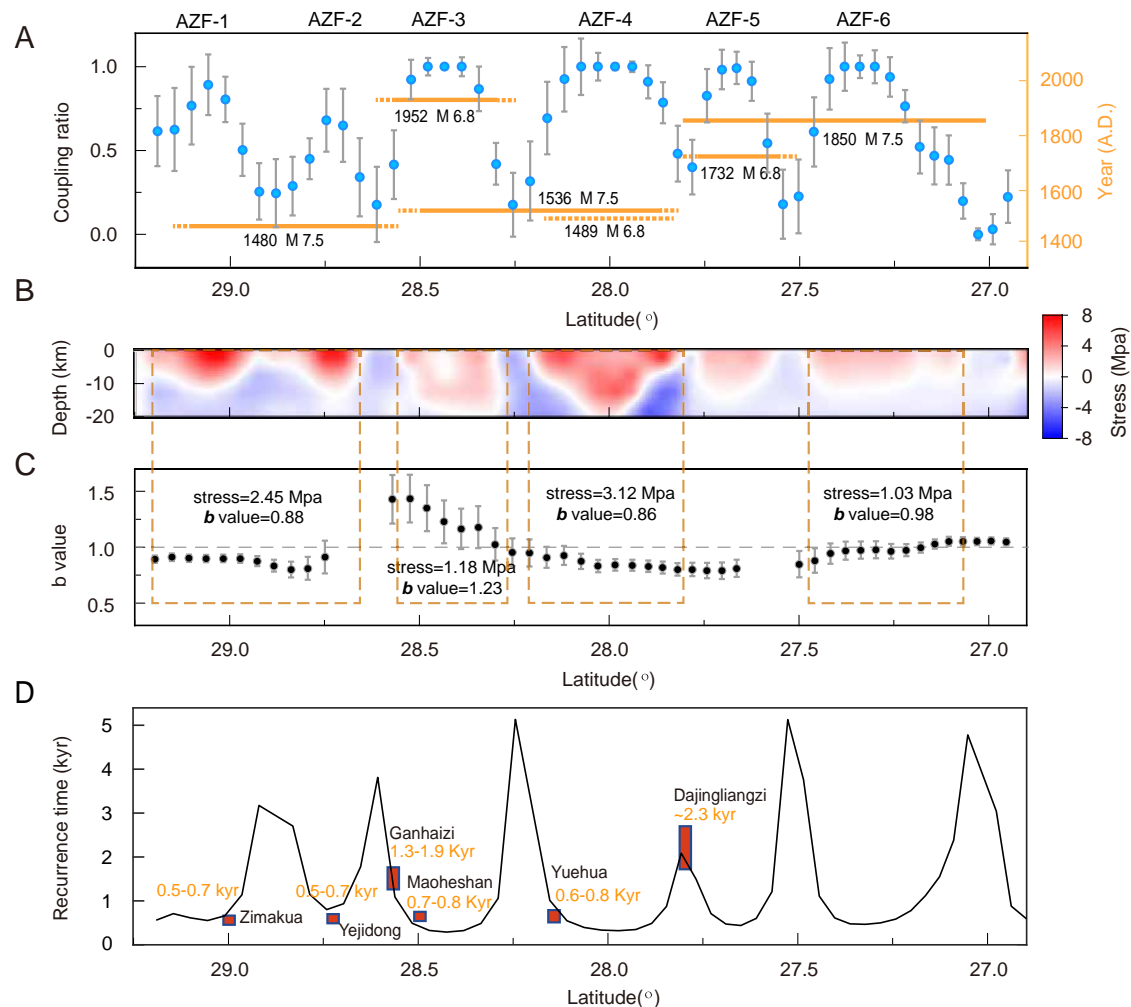 AZF-1 AZF-2 AZF-3 AZF-4 AZF-5 AZF-6
A
1.0
0.5
0.0
Coupling ratio
2000
1800
1600
1400
Year (A.D.)
1952 M 6.8
1850 M 7.5
1732 M 6.8
1536 M 7.5
1489 M 6.8
1480 M 7.5
29.0 28.5 28.0 27.5 27.0
Latitude(°)
B
0
-10
-20
Depth (km)
8
4
0
-4
-8
Stress (Mpa)
C
1.5
1.0
0.5
b value
stress=2.45 Mpa
b value=0.88
stress=1.18 Mpa
b value=1.23
stress=3.12 Mpa
b value=0.86
stress=1.03 Mpa
b value=0.98
29.0 28.5 28.0 27.5 27.0
Latitude(°)
D
5
4
3
2
1
0
Recurrence time (kyr)
0.5-0.7 kyr
Zimakua
0.5-0.7 kyr
Yejidong
Ganhaizi
1.3-1.9 Kyr
Maoheshan
0.7-0.8 Kyr
Yuehua
0.6-0.8 Kyr
Dajingliangzi
~2.3 kyr
29.0 28.5 28.0 27.5 27.0
Latitude(°)